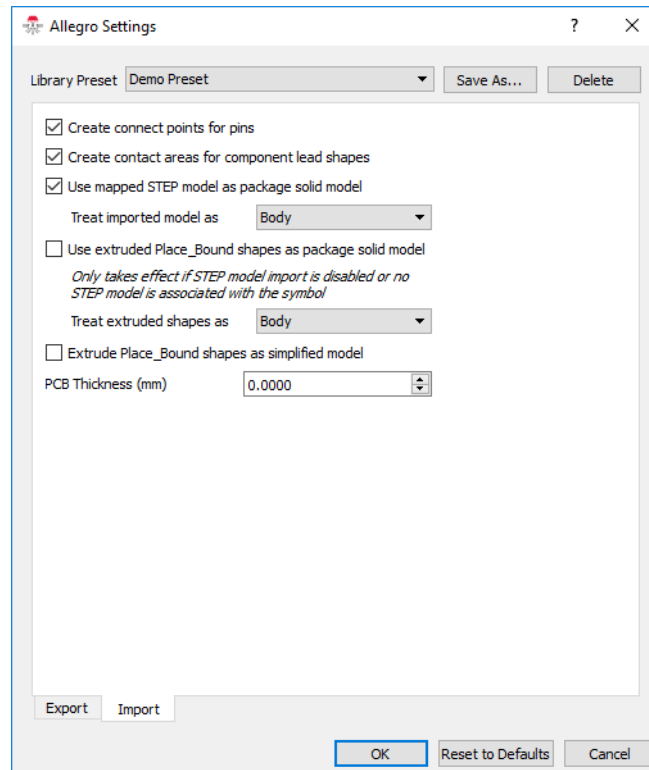 Allegro Settings ?
Library Preset Demo Preset Save As... Delete
Create connect points for pins
Create contact areas for component lead shapes
Use mapped STEP model as package solid model
Treat imported model as Body
Use extruded Place_Bound shapes as package solid model
Only takes effect if STEP model import is disabled or no
STEP model is associated with the symbol
Treat extruded shapes as Body
Extrude Place_Bound shapes as simplified model
PCB Thickness (mm) 0.0000
Export Import
OK Reset to Defaults Cancel